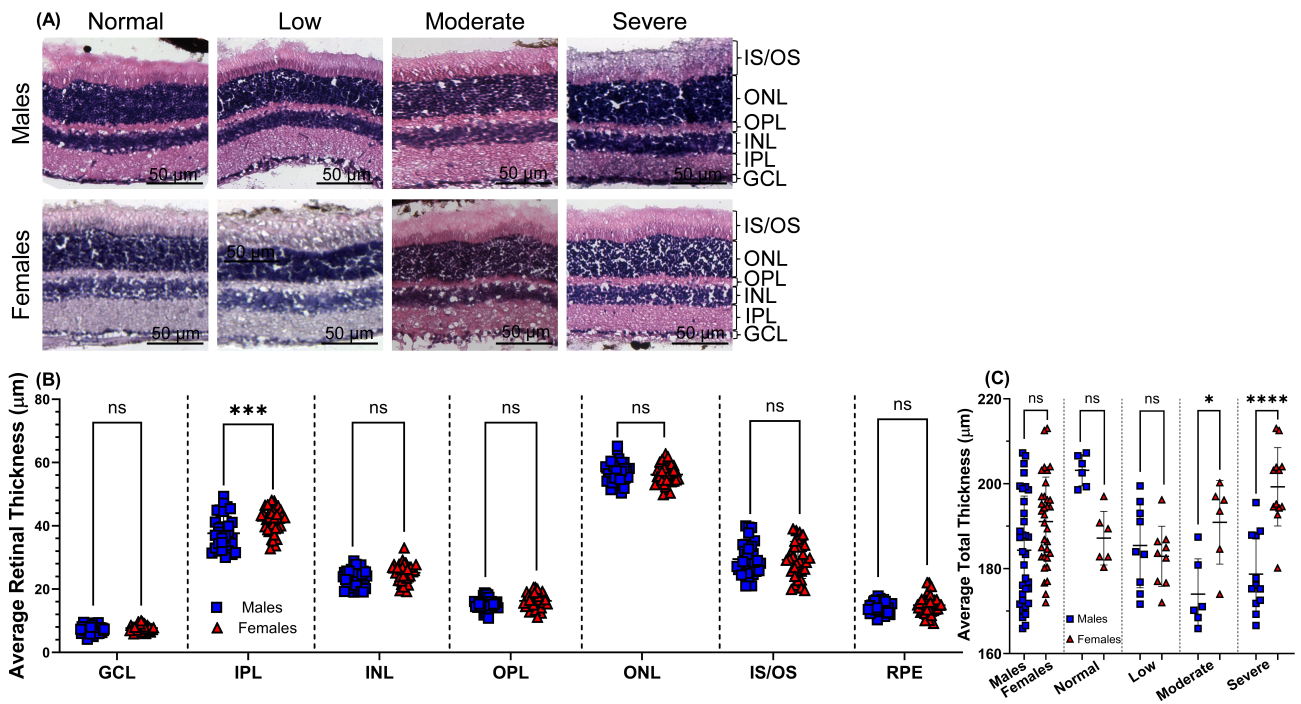 (A) Normal Low Moderate Severe
Males
50 µm 50 µm 50 µm 50 µm
IS/OS
ONL
OPL
INL
IPL
GCL
Females
50 µm
50 µm 50 µm 50 µm 50 µm
IS/OS
ONL
OPL
INL
IPL
GCL
(B)
Average Retinal Thickness (µm)
80
60
40
20
0
ns *** ns ns ns ns ns
Males
Females
GCL IPL INL OPL ONL IS/OS RPE
(C)
Average Total Thickness (µm)
220
200
180
160
ns ns ns * ****
Males
Females
Males Females Normal Low Moderate Severe